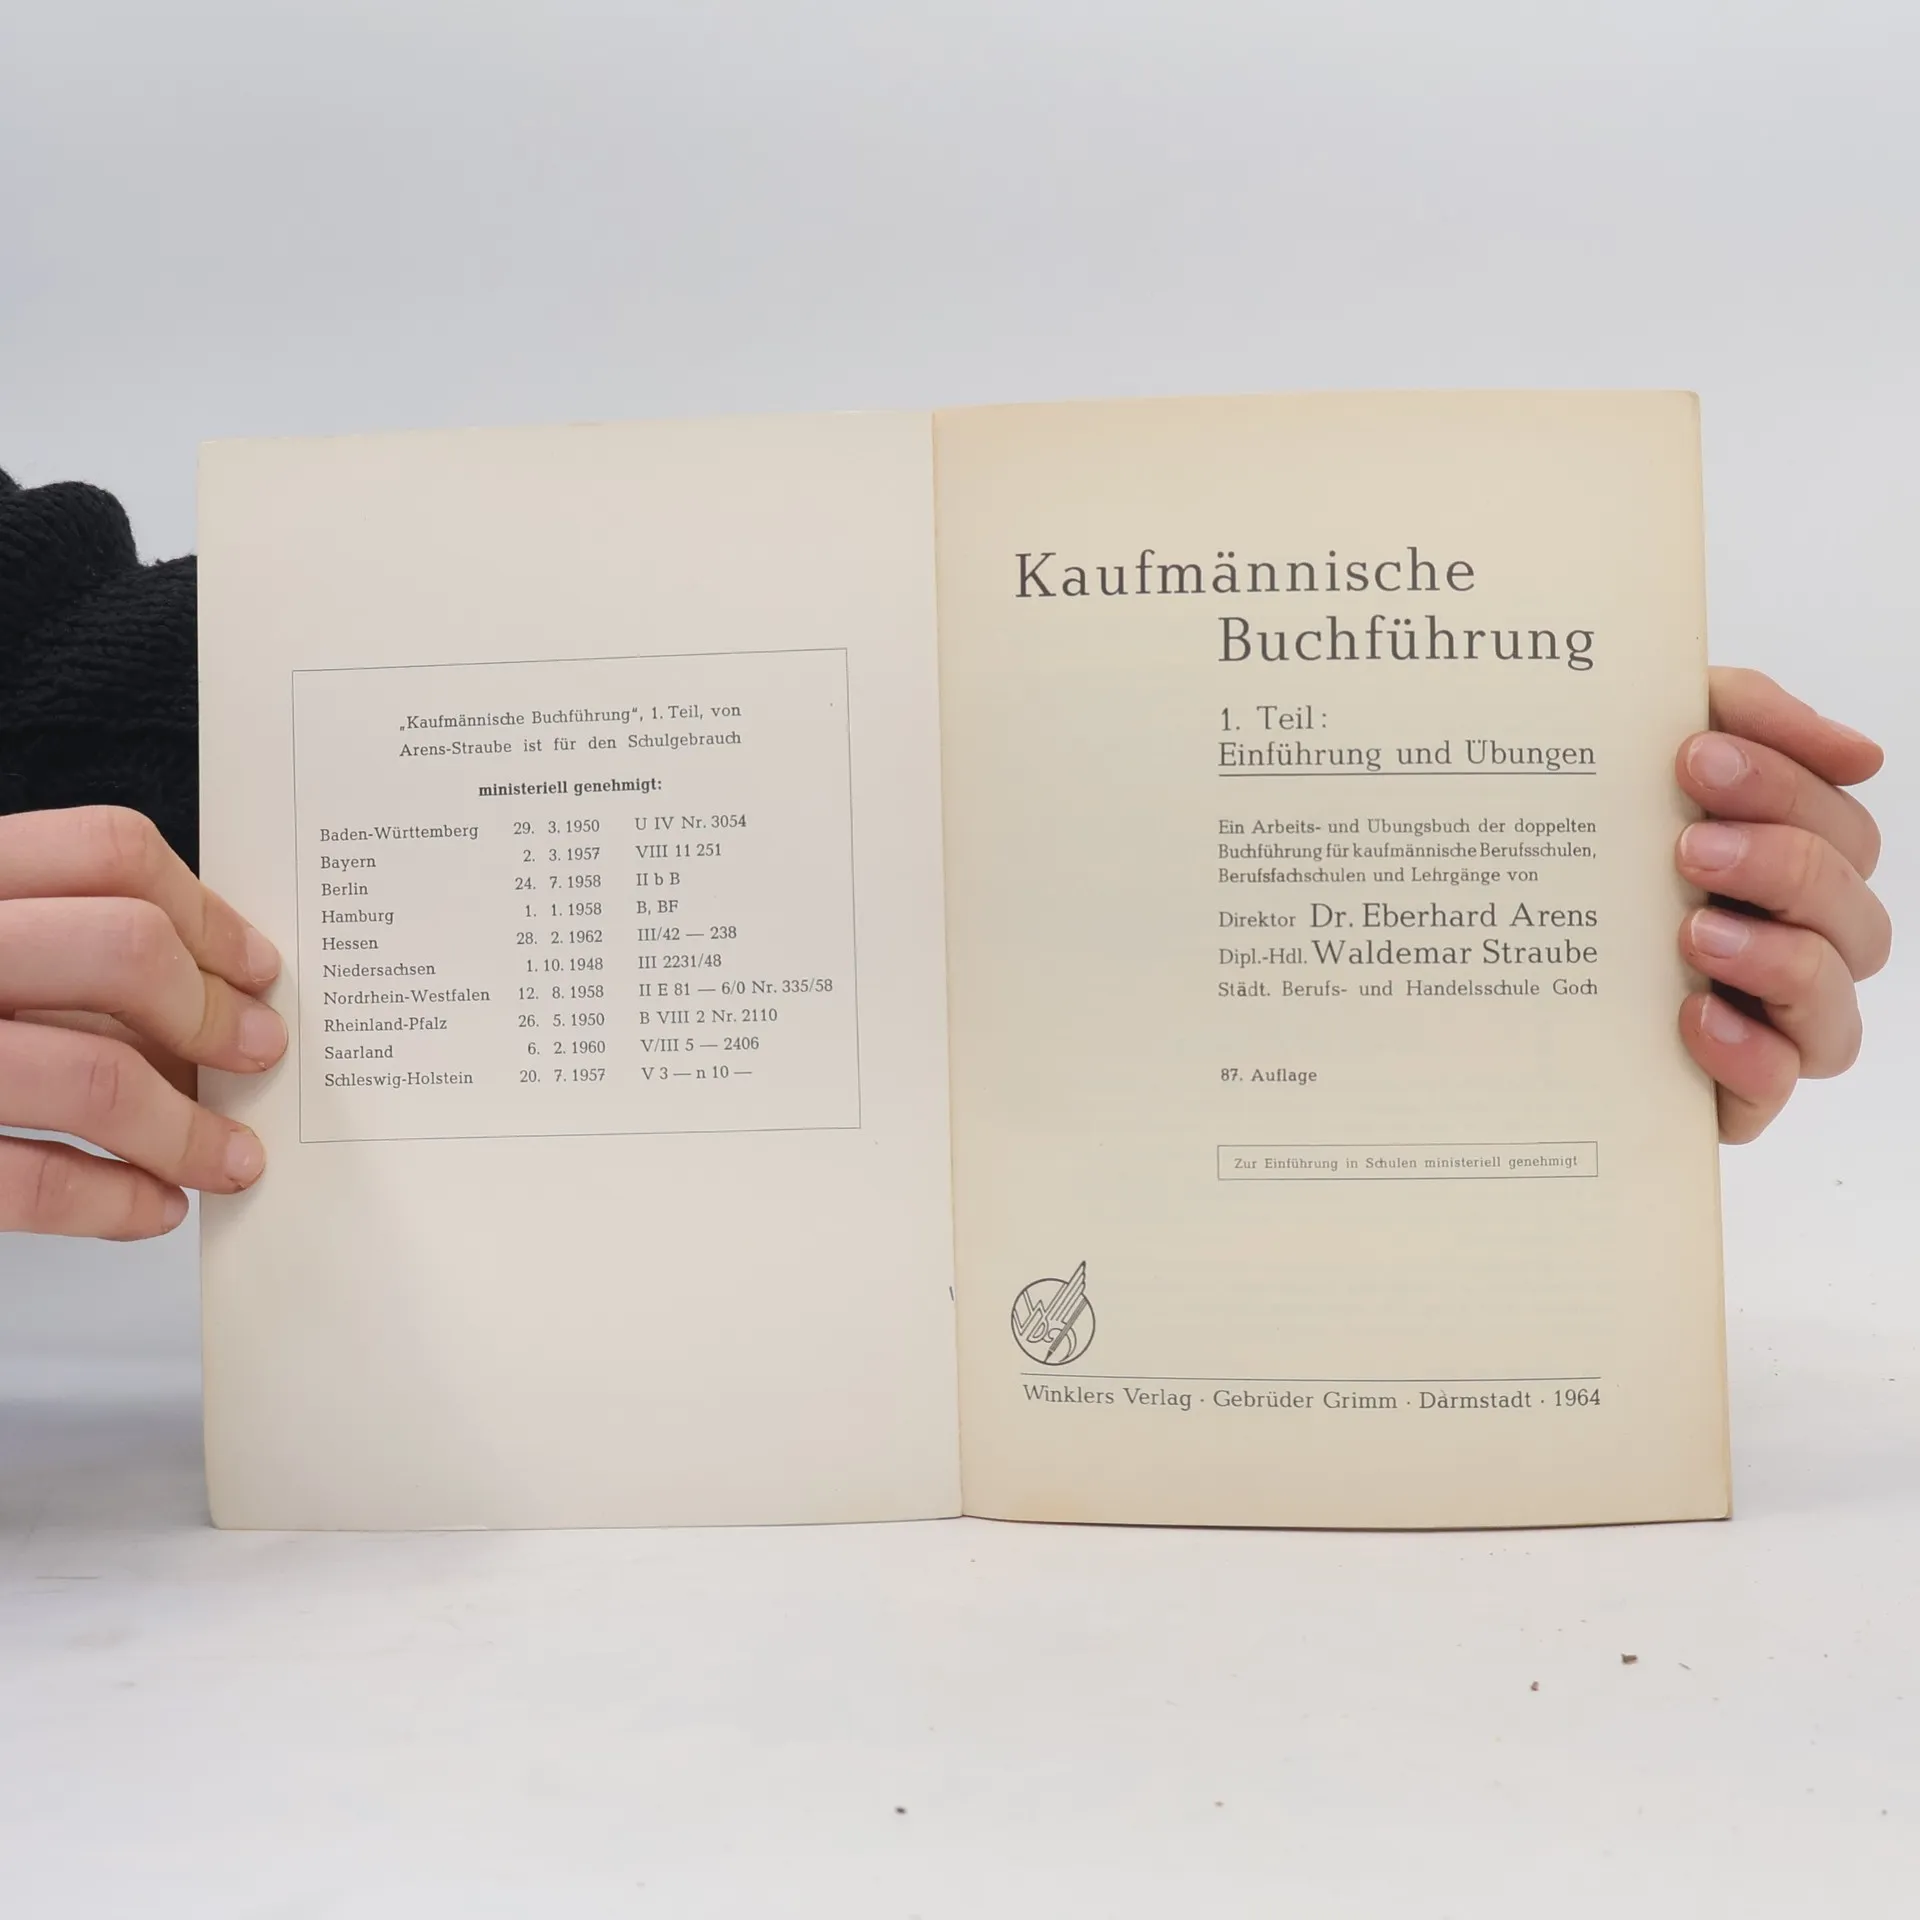 „Kaufmännische Buchführung“, 1. Teil, von
Arens-Straube ist für den Schulgebrauch
ministeriell genehmigt:
Baden-Württemberg 29. 3. 1950 U IV Nr. 3054
Bayern 2. 3. 1957 VIII 11 251
Berlin 24. 7. 1958 II b B
Hamburg 1. 1. 1958 B, BF
Hessen 28. 2. 1962 III/42 — 238
Niedersachsen 1. 10. 1948 III 2231/48
Nordrhein-Westfalen 12. 8. 1958 II E 81 — 6/0 Nr. 335/58
Rheinland-Pfalz 26. 5. 1950 B VIII 2 Nr. 2110
Saarland 6. 2. 1960 V/III 5 — 2406
Schleswig-Holstein 20. 7. 1957 V 3 — n 10 —
Kaufmännische
Buchführung
1. Teil:
Einführung und Übungen
Ein Arbeits- und Übungsbuch der doppelten
Buchführung für kaufmännische Berufsschulen,
Berufsfachschulen und Lehrgänge von
Direktor Dr. Eberhard Arens
Dipl.-Hdl. Waldemar Straube
Städt. Berufs- und Handelsschule Goch
87. Auflage
Zur Einführung in Schulen ministeriell genehmigt
Winklers Verlag · Gebrüder Grimm · Darmstadt · 1964